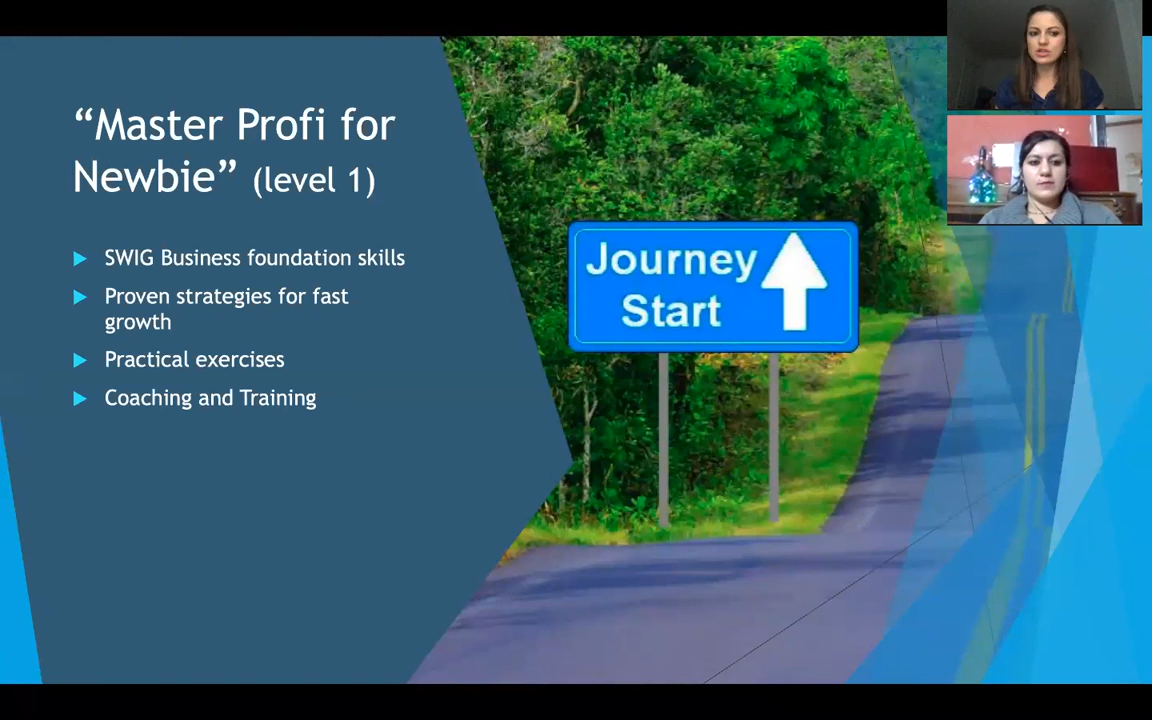 “Master Profi for
Newbie” (level 1)
SWIG Business foundation skills
Proven strategies for fast
growth
Practical exercises
Coaching and Training
Journey
Start